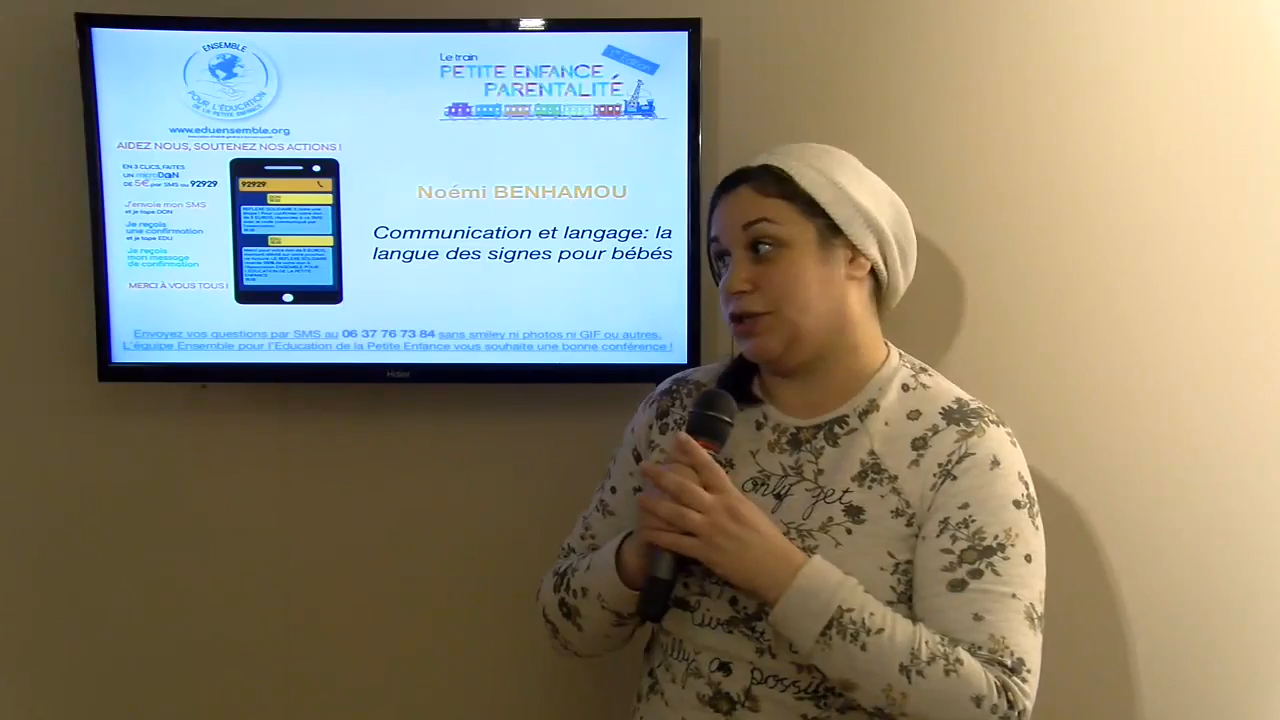 ENSEMBLE
POUR L'ÉDUCATION
DE LA PETITE ENFANCE
www.eduensemble.org
Le train
PETITE ENFANCE
PARENTALITÉ
AIDEZ NOUS, SOUTENEZ NOS ACTIONS !
EN 3 CLICS, FAITES
UN microD@N
DE 5€ par SMS au 92929
J'envoie mon SMS
et je tape DON
Je reçois
une confirmation
et je tape EDU
Je reçois
mon message
de confirmation
MERCI À VOUS TOUS !
92929
Noémi BENHAMOU
Communication et langage: la
langue des signes pour bébés
Envoyez vos questions par SMS au 06 37 76 73 84 sans smiley ni photos ni GIF ou autres.
L'équipe Ensemble pour l'Education de la Petite Enfance vous souhaite une bonne conférence !
Haier
only get
live
as possi